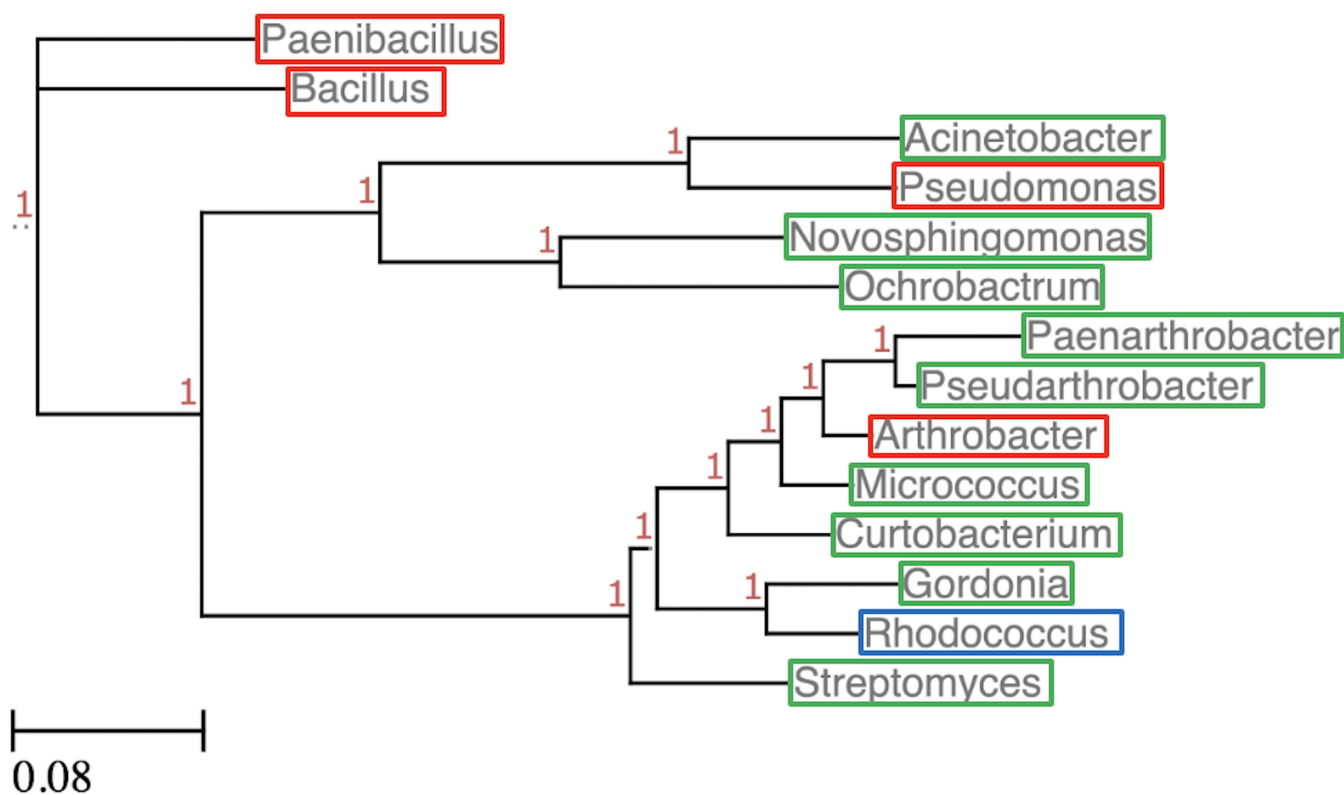 Paenibacillus
Bacillus
1
Acinetobacter
1
Pseudomonas
1
1
Novosphingomonas
Ochrobactrum
1
Paenarthrobacter
1
Pseudarthrobacter
1
1
Arthrobacter
1
Micrococcus
1
Curtobacterium
1
1
Gordonia
Rhodococcus
Streptomyces
0.08